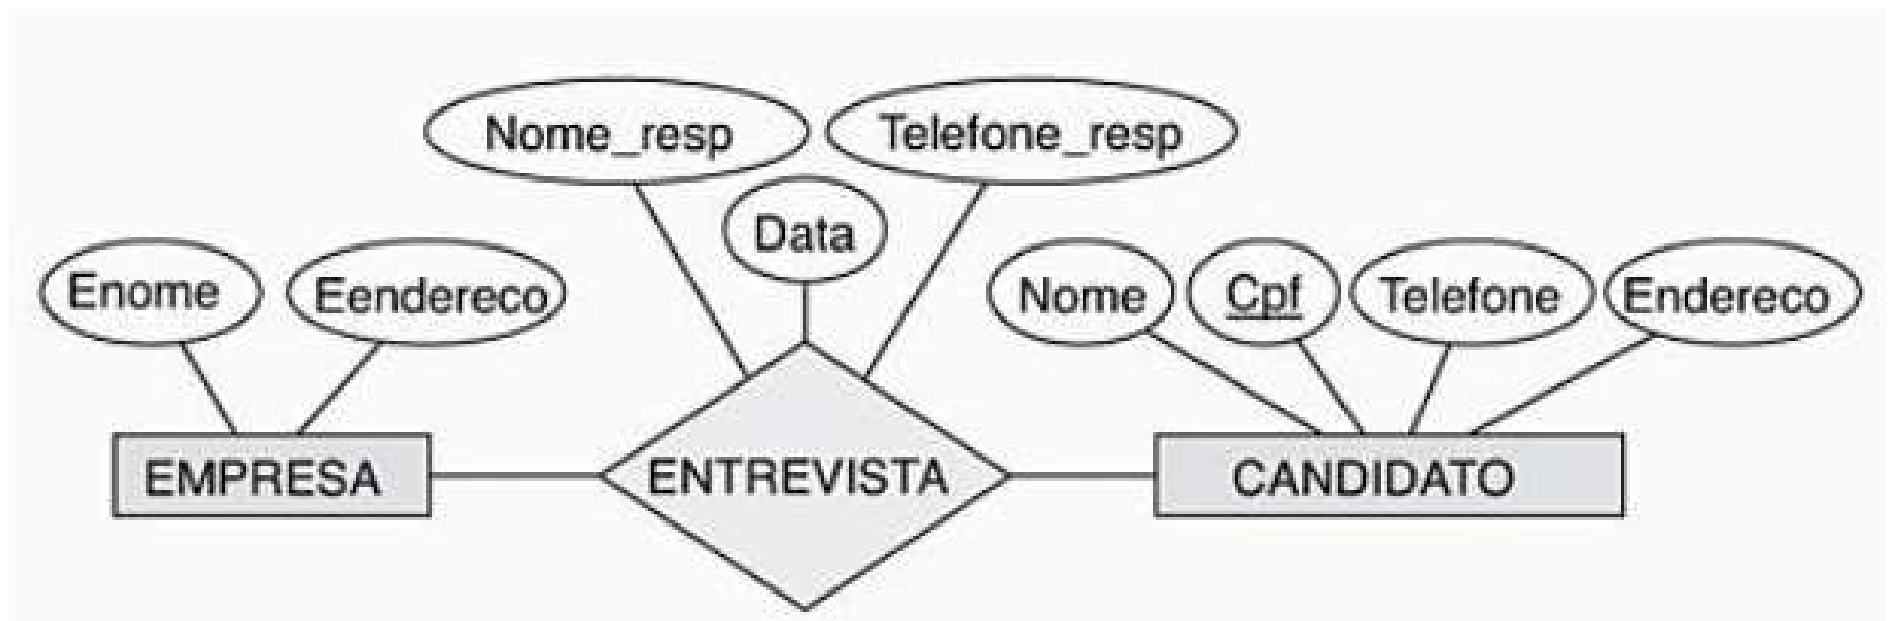 Nome_resp
Telefone_resp
Data
Enome
Eendereco
Nome
Cpf
Telefone
Endereco
EMPRESA
ENTREVISTA
CANDIDATO